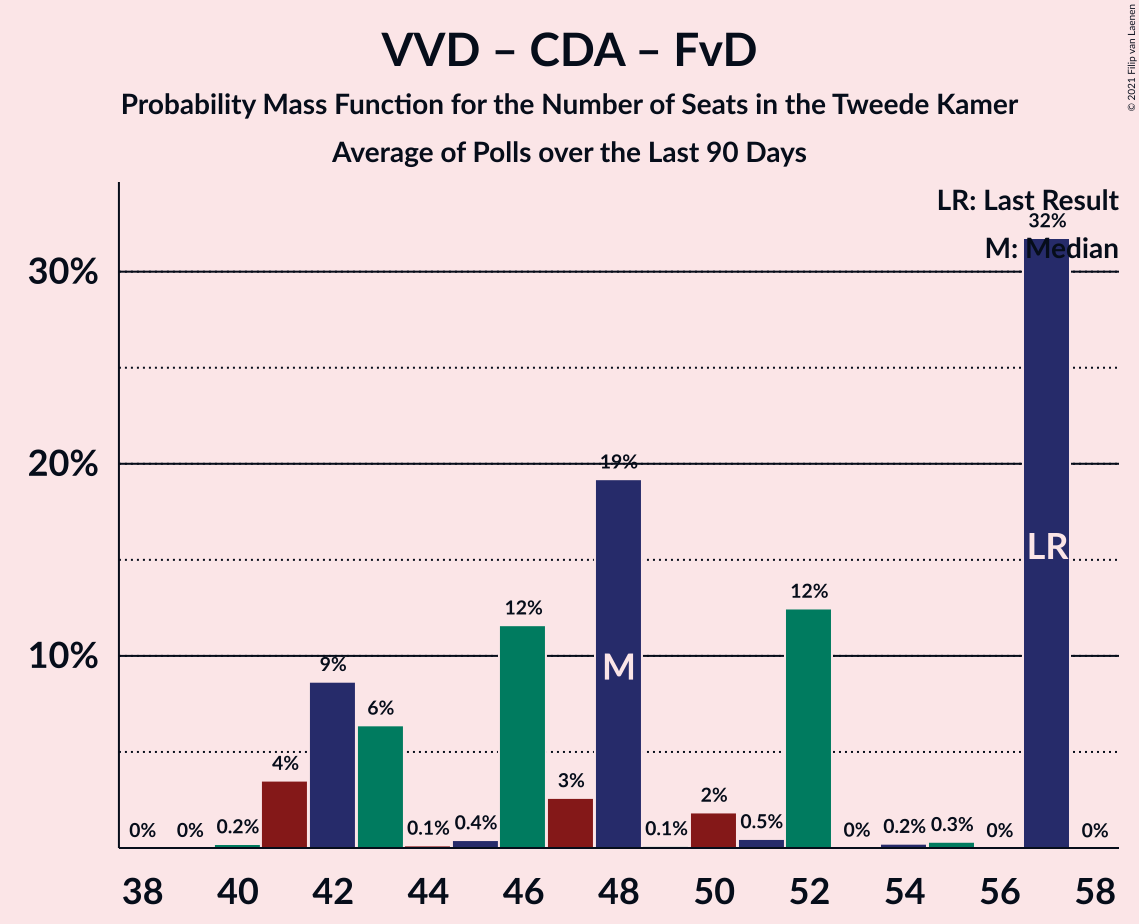 VVD – CDA – FvD
Probability Mass Function for the Number of Seats in the Tweede Kamer
Average of Polls over the Last 90 Days
© 2021 Filip van Laenen
LR: Last Result
M: Median
30%
20%
10%
0%
0%
0.2%
4%
9%
6%
0.1%
0.4%
12%
3%
19%
0.1%
2%
0.5%
12%
0%
0.2%
0.3%
0%
32%
0%
M
LR
38 40 42 44 46 48 50 52 54 56 58